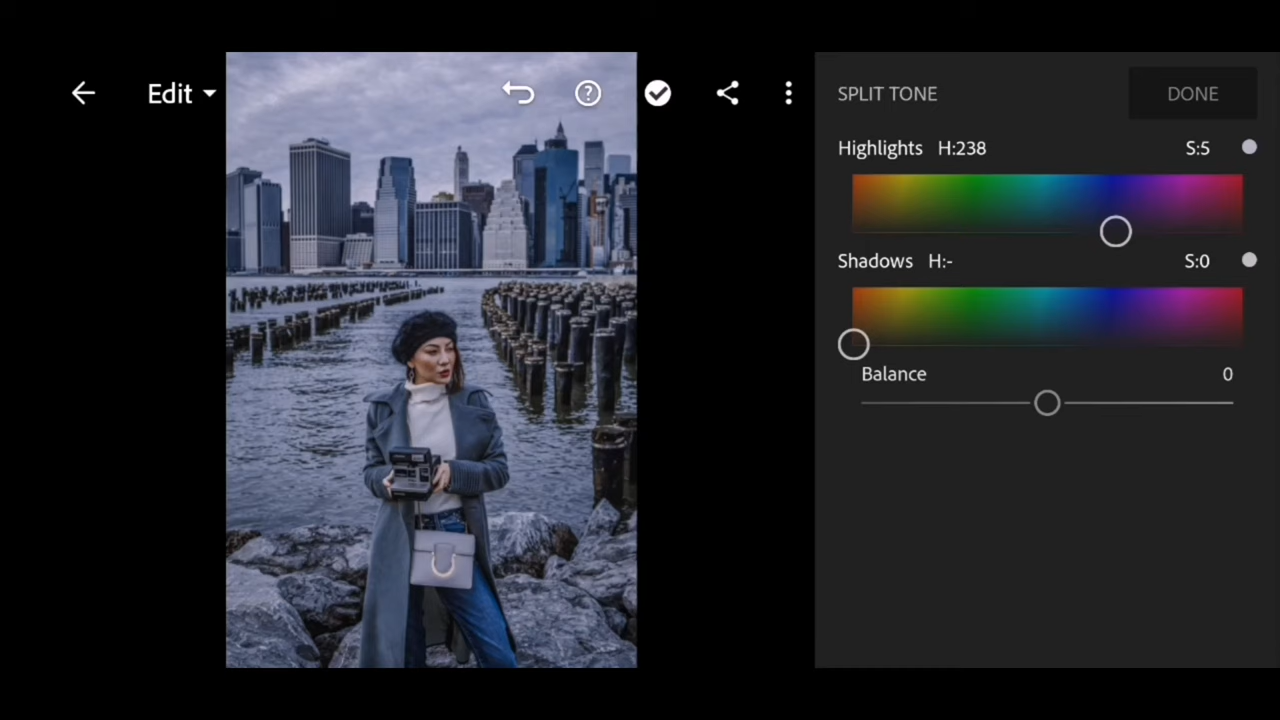 Edit
SPLIT TONE
DONE
Highlights H:238 S:5
Shadows H:- S:0
Balance 0